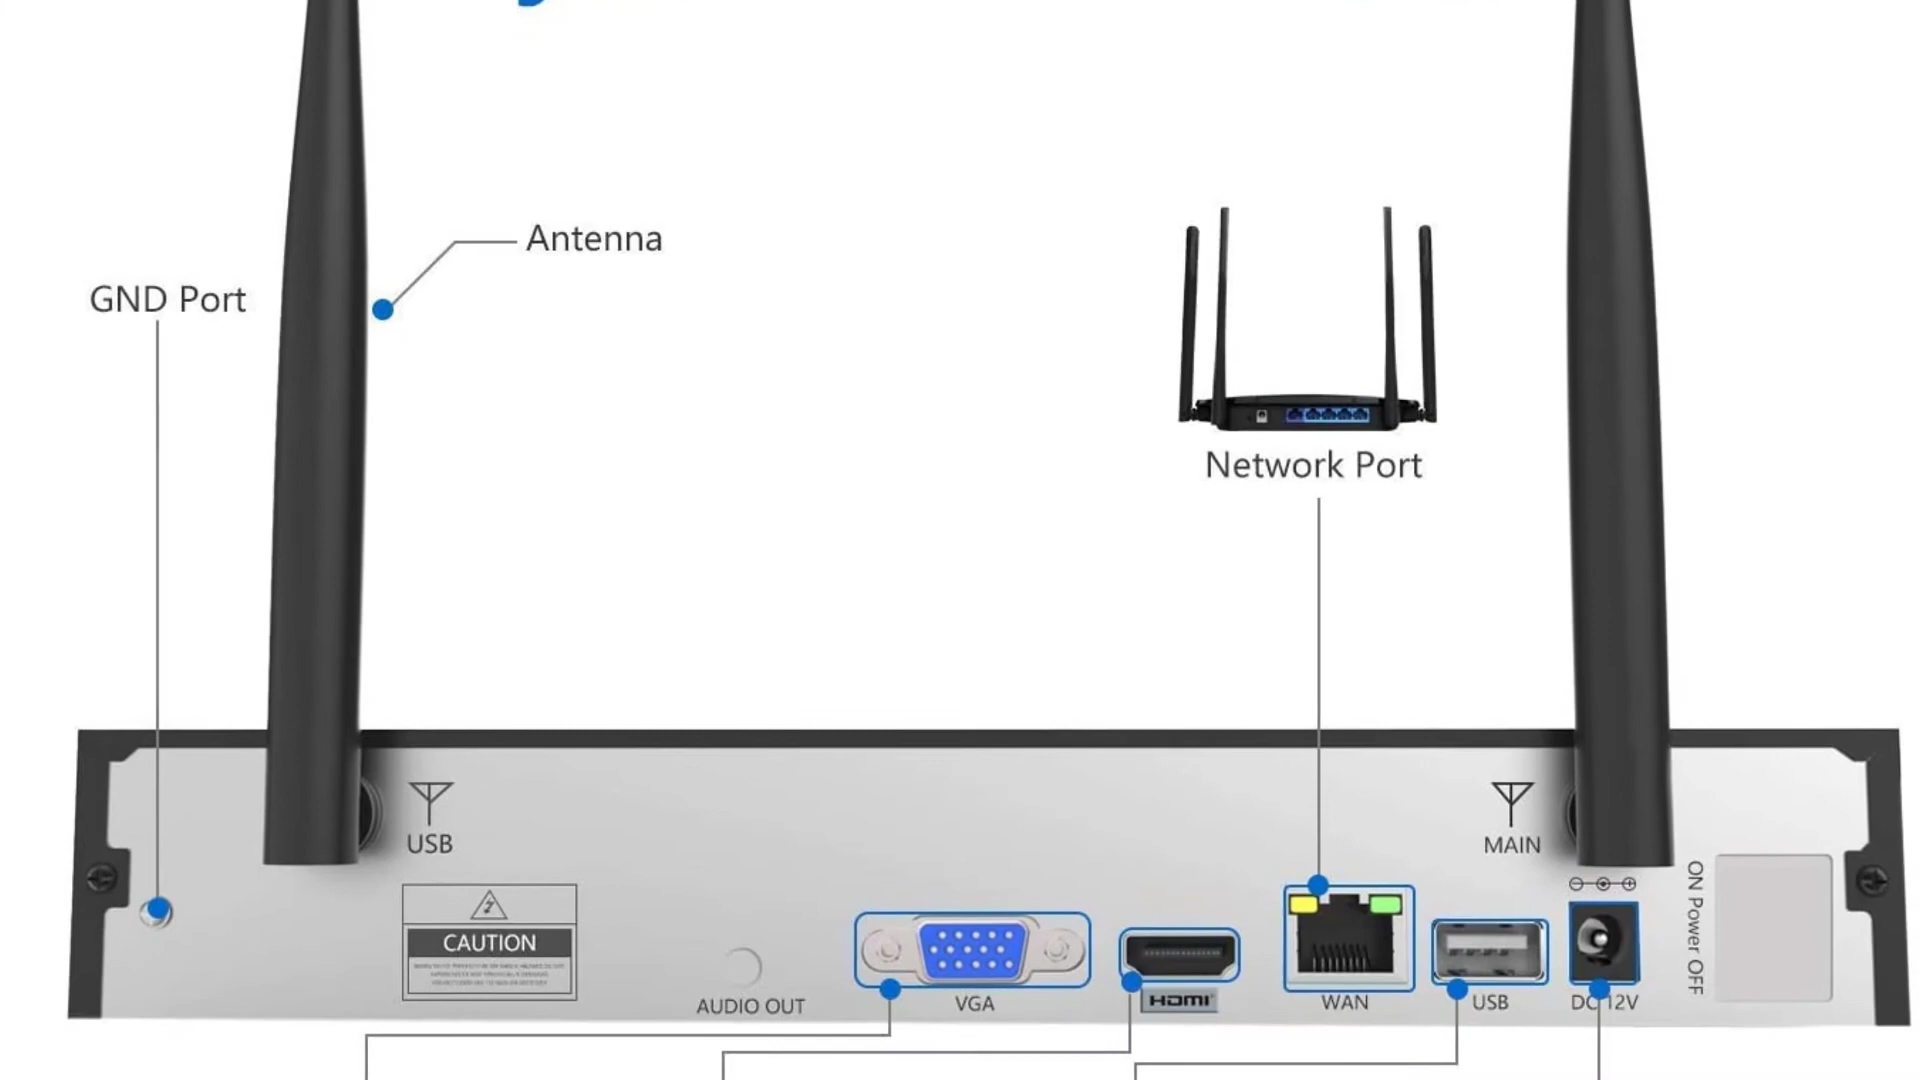 Antenna
GND Port
Network Port
USB
MAIN
ON Power OFF
CAUTION
AUDIO OUT
VGA
HDMI
WAN
USB
DC 12V